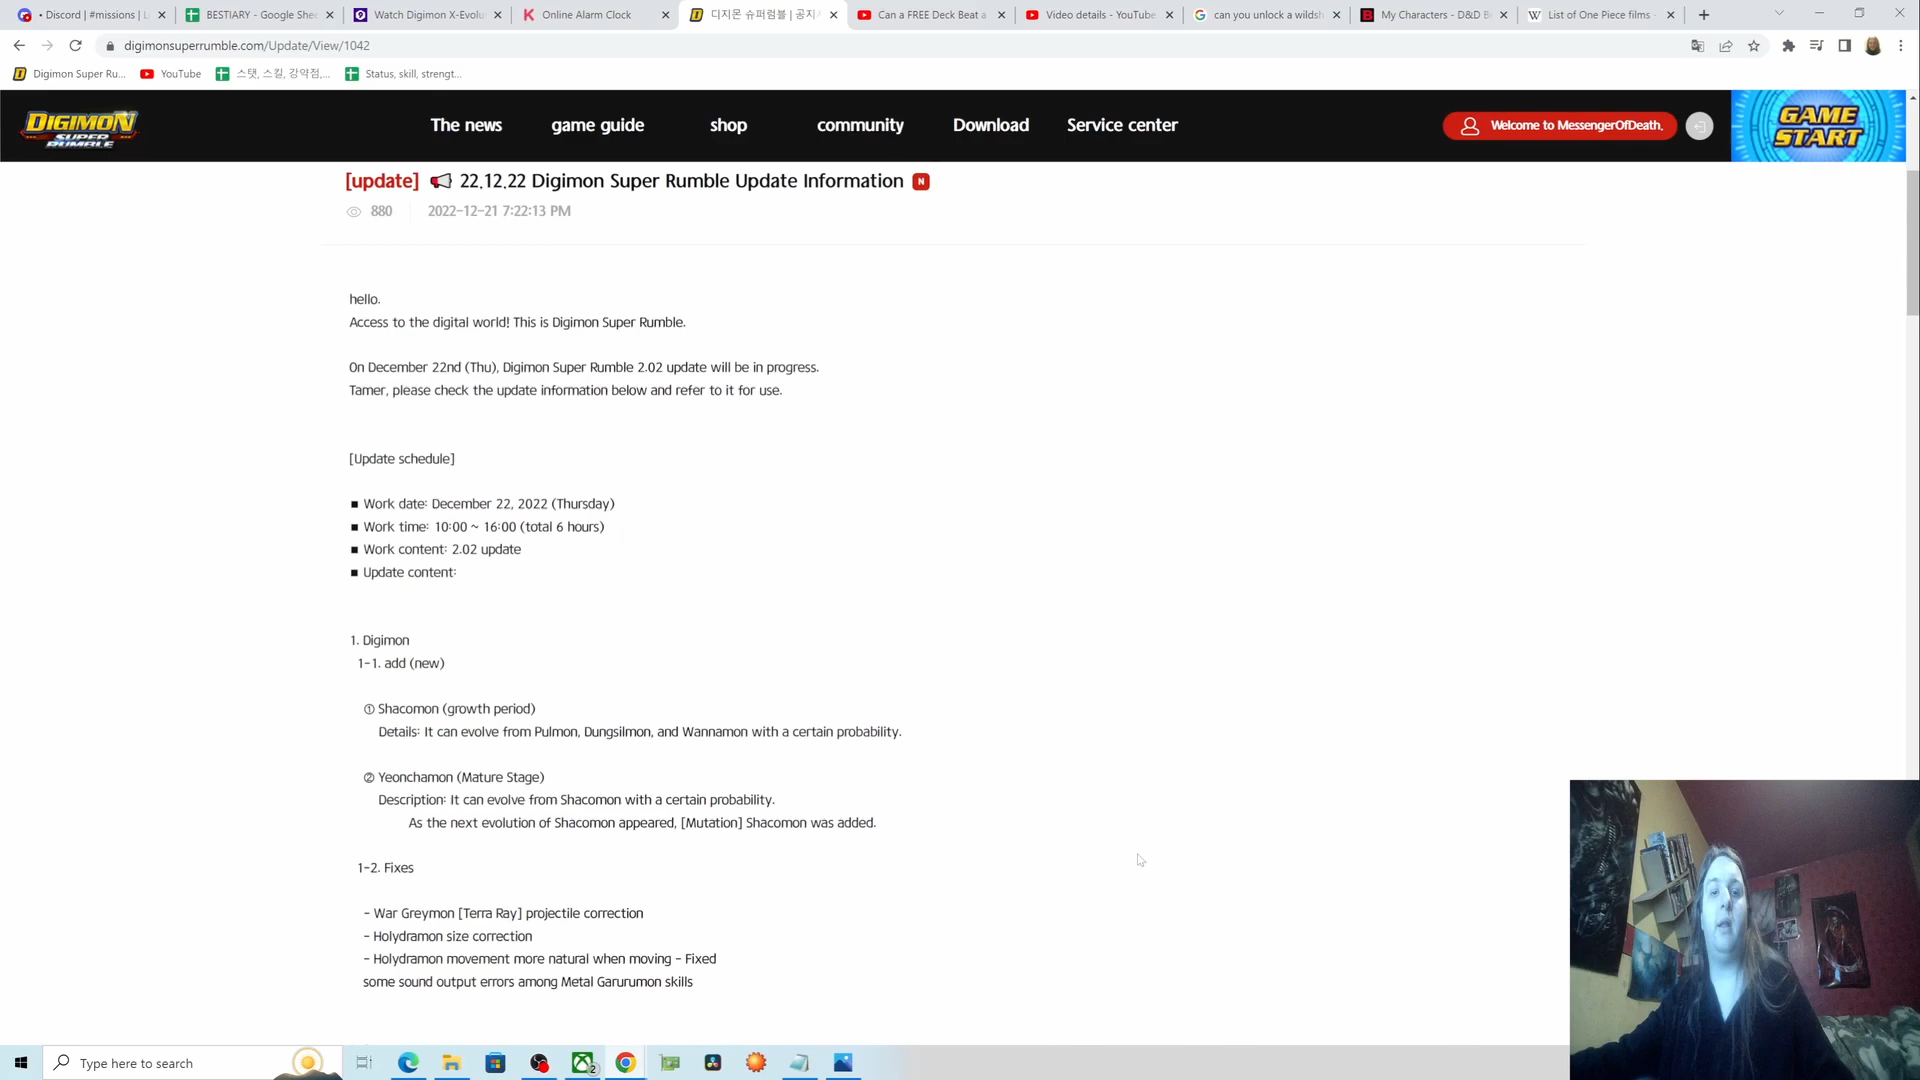 • Discord | #missions | L
BESTIARY - Google Shee
Watch Digimon X-Evolu
Online Alarm Clock
디지몬 슈퍼럼블 | 공지사
Can a FREE Deck Beat a
Video details - YouTube
can you unlock a wildsh
My Characters - D&D B
List of One Piece films -
digimonsuperrumble.com/Update/View/1042
Digimon Super Ru...
YouTube
스탯, 스킬, 강약점,...
Status, skill, strengt...
DIGIMON SUPER RUMBLE
The news
game guide
shop
community
Download
Service center
Welcome to MessengerOfDeath.
GAME START
[update] 22.12.22 Digimon Super Rumble Update Information N
880 2022-12-21 7:22:13 PM
hello.
Access to the digital world! This is Digimon Super Rumble.
On December 22nd (Thu), Digimon Super Rumble 2.02 update will be in progress.
Tamer, please check the update information below and refer to it for use.
[Update schedule]
■ Work date: December 22, 2022 (Thursday)
■ Work time: 10:00 ~ 16:00 (total 6 hours)
■ Work content: 2.02 update
■ Update content:
1. Digimon
1-1. add (new)
① Shacomon (growth period)
Details: It can evolve from Pulmon, Dungsilmon, and Wannamon with a certain probability.
② Yeonchamon (Mature Stage)
Description: It can evolve from Shacomon with a certain probability.
As the next evolution of Shacomon appeared, [Mutation] Shacomon was added.
1-2. Fixes
- War Greymon [Terra Ray] projectile correction
- Holydramon size correction
- Holydramon movement more natural when moving - Fixed
some sound output errors among Metal Garurumon skills
Type here to search
2